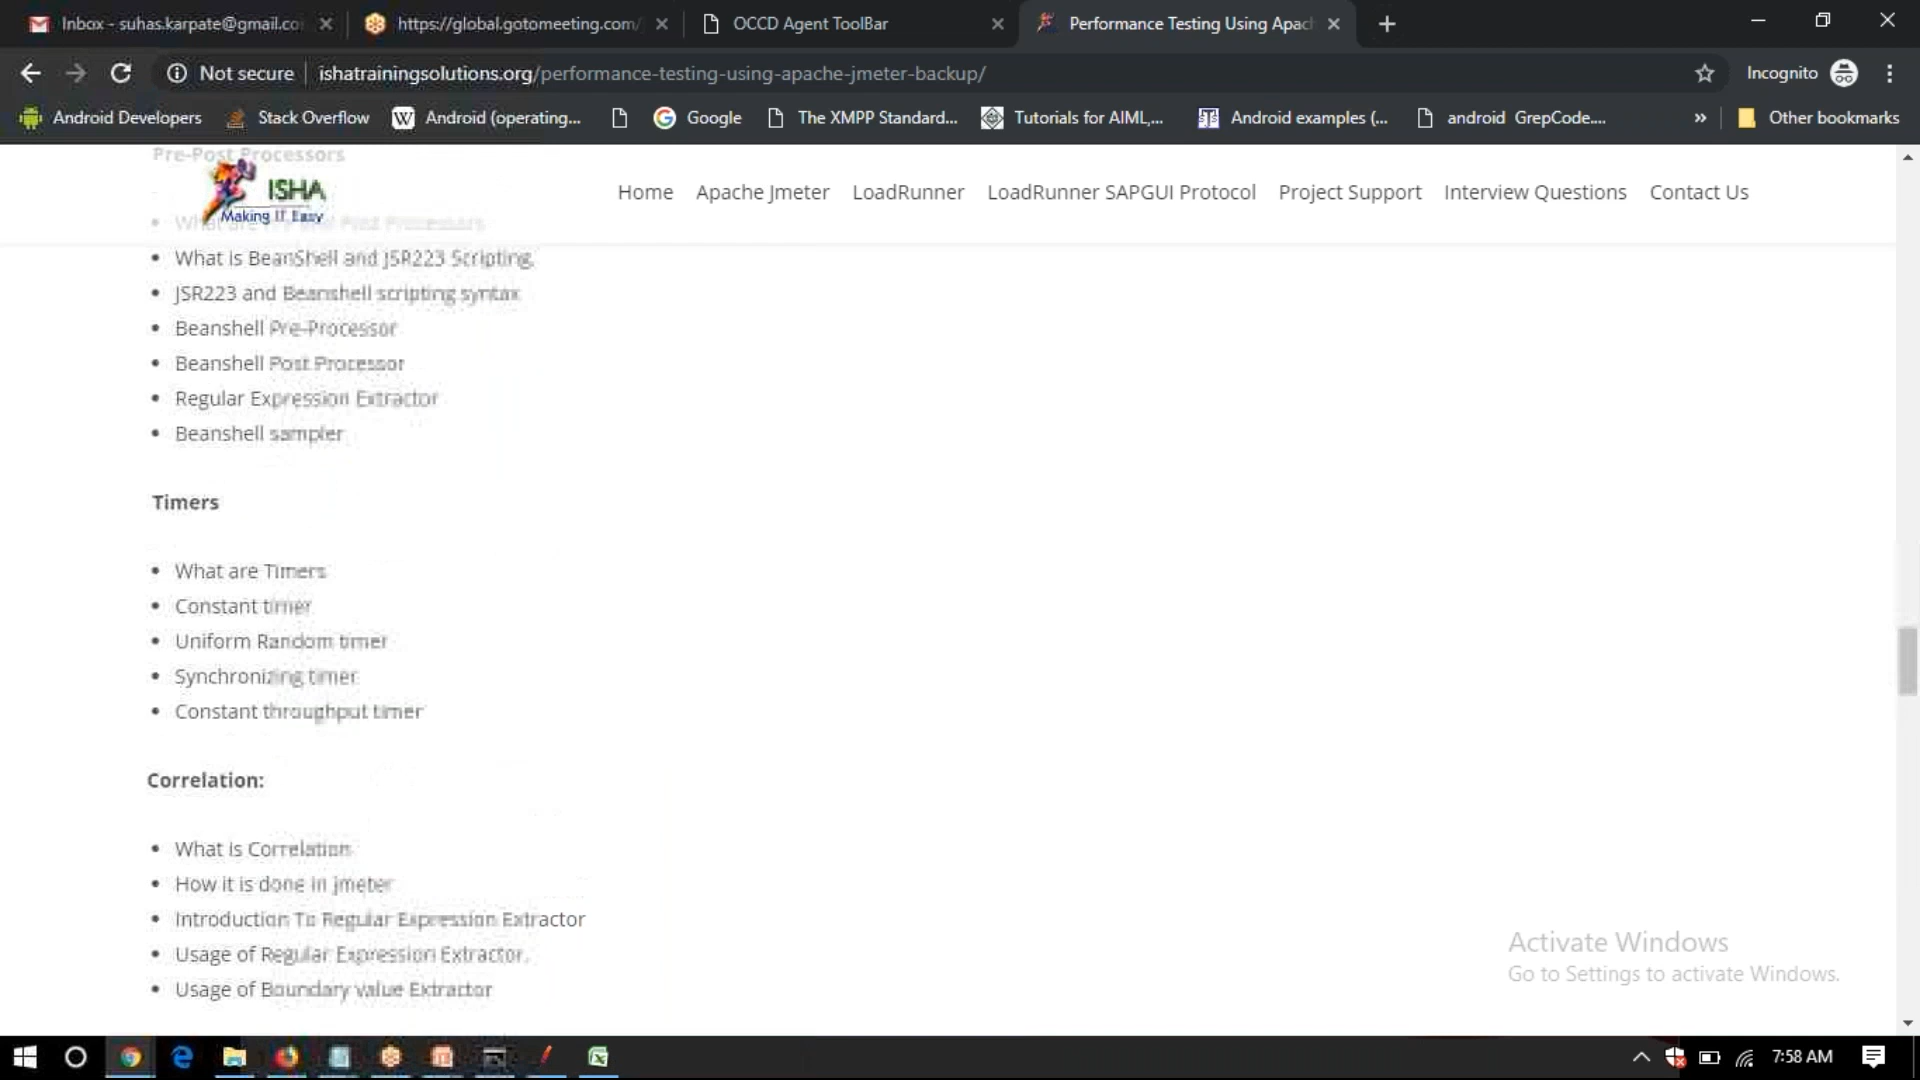 Inbox - suhas.karpate@gmail.co
https://global.gotomeeting.com/
OCCD Agent ToolBar
Performance Testing Using Apac
Not secure
ishatrainingsolutions.org/performance-testing-using-apache-jmeter-backup/
Incognito
Android Developers
Stack Overflow
Android (operating...
Google
The XMPP Standard...
Tutorials for AIML,...
Android examples (...
android GrepCode....
»
Other bookmarks
Pre-Post Processors
ISHA
Making IT Easy
Home
Apache Jmeter
LoadRunner
LoadRunner SAPGUI Protocol
Project Support
Interview Questions
Contact Us
What are Pre and Post Processors
What is BeanShell and JSR223 Scripting.
JSR223 and Beanshell scripting syntax
Beanshell Pre-Processor
Beanshell Post Processor
Regular Expression Extractor
Beanshell sampler
Timers
What are Timers
Constant timer
Uniform Random timer
Synchronizing timer
Constant throughput timer
Correlation:
What is Correlation
How it is done in jmeter
Introduction To Regular Expression Extractor
Usage of Regular Expression Extractor.
Usage of Boundary value Extractor
Activate Windows
Go to Settings to activate Windows.
7:58 AM